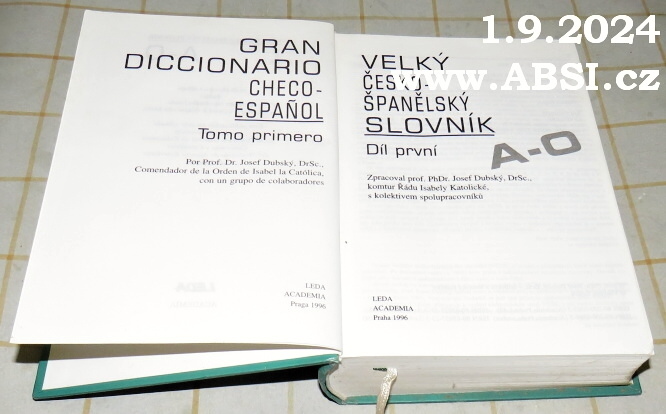 GRAN
DICCIONARIO
CHECO-
ESPAÑOL
Tomo primero
Por Prof. Dr. Josef Dubský, DrSc.,
Comendador de la Orden de Isabel la Católica,
con un grupo de colaboradores
LEDA
ACADEMIA
Praga 1996
1.9.2024
www.ABSI.cz
VELKÝ
ČESKO-
ŠPANĚLSKÝ
SLOVNÍK
Díl první
A-O
Zpracoval prof. PhDr. Josef Dubský, DrSc.,
komtur Řádu Isabely Katolické,
s kolektivem spolupracovníků
LEDA
ACADEMIA
Praha 1996